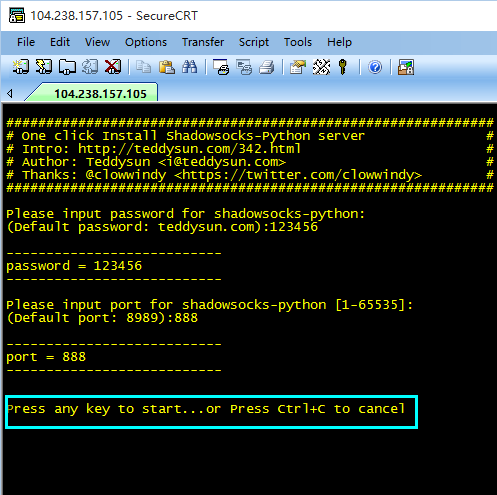 104.238.157.105 - SecureCRT
File Edit View Options Transfer Script Tools Help
104.238.157.105
#############################################################
# One click Install Shadowsocks-Python server #
# Intro: http://teddysun.com/342.html #
# Author: Teddysun <i@teddysun.com> #
# Thanks: @clowwindy <https://twitter.com/clowwindy> #
#############################################################
Please input password for shadowsocks-python:
(Default password: teddysun.com):123456
---------------------------
password = 123456
---------------------------
Please input port for shadowsocks-python [1-65535]:
(Default port: 8989):888
---------------------------
port = 888
---------------------------
Press any key to start...or Press Ctrl+C to cancel